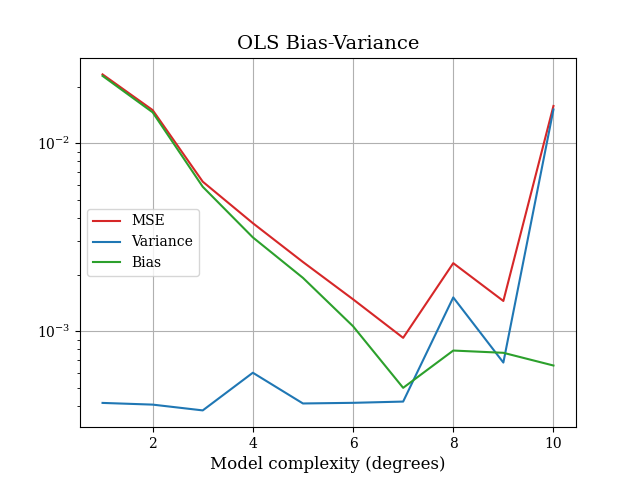 OLS Bias-Variance
10⁻²
10⁻³
MSE
Variance
Bias
2
4
6
8
10
Model complexity (degrees)